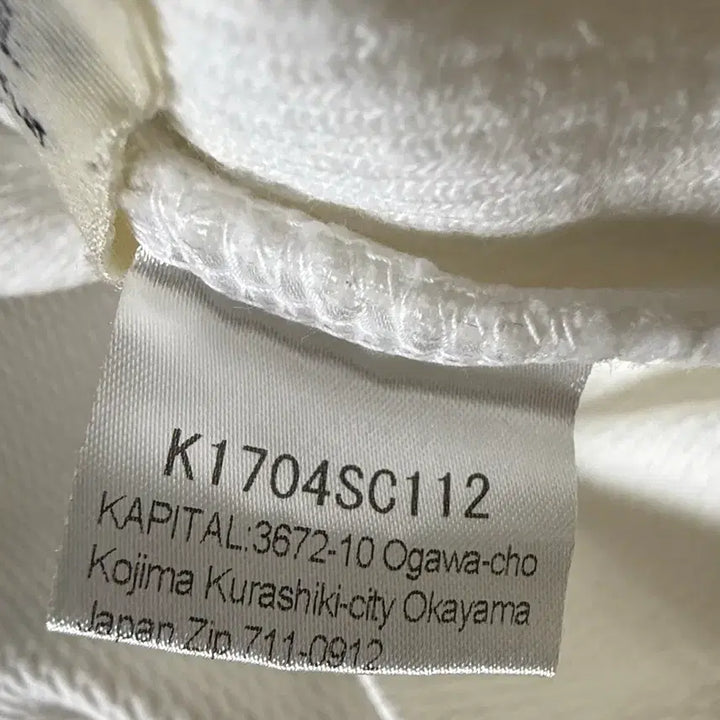 K1704SC112
KAPITAL:3672-10 Ogawa-cho
Kojima Kurashiki-city Okayama
Japan Zip 711-0912